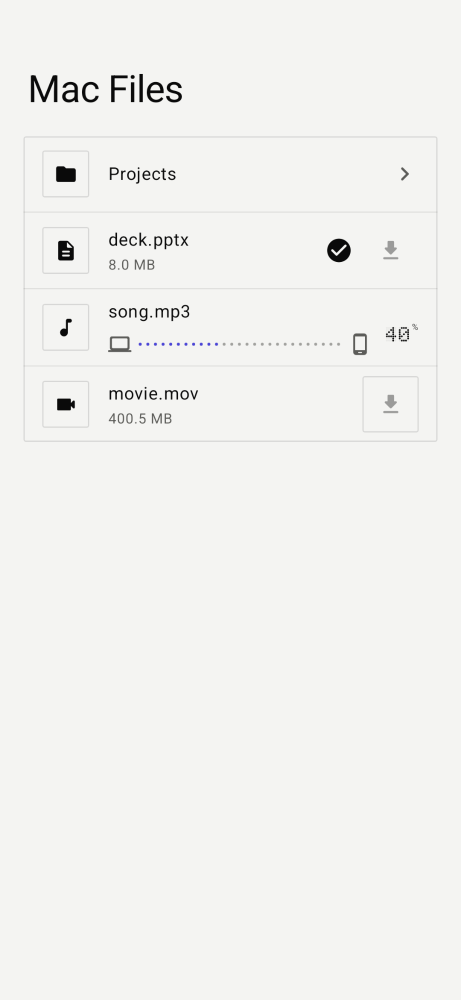 Mac Files
Projects
deck.pptx
8.0 MB
song.mp3
40%
movie.mov
400.5 MB